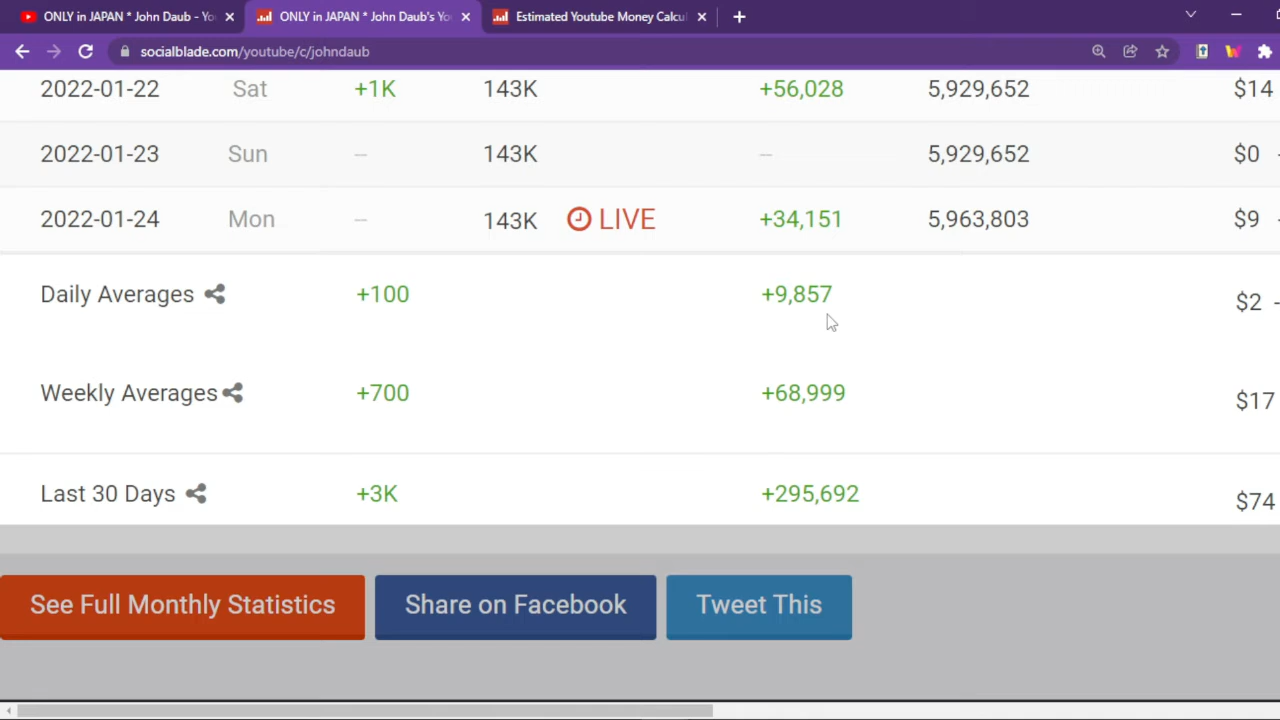 ONLY in JAPAN * John Daub - Yo
ONLY in JAPAN * John Daub's Yo
Estimated Youtube Money Calcu
socialblade.com/youtube/c/johndaub
2022-01-22 Sat +1K 143K +56,028 5,929,652 $14
2022-01-23 Sun -- 143K -- 5,929,652 $0 -
2022-01-24 Mon -- 143K LIVE +34,151 5,963,803 $9 -
Daily Averages +100 +9,857 $2 -
Weekly Averages +700 +68,999 $17
Last 30 Days +3K +295,692 $74
See Full Monthly Statistics
Share on Facebook
Tweet This